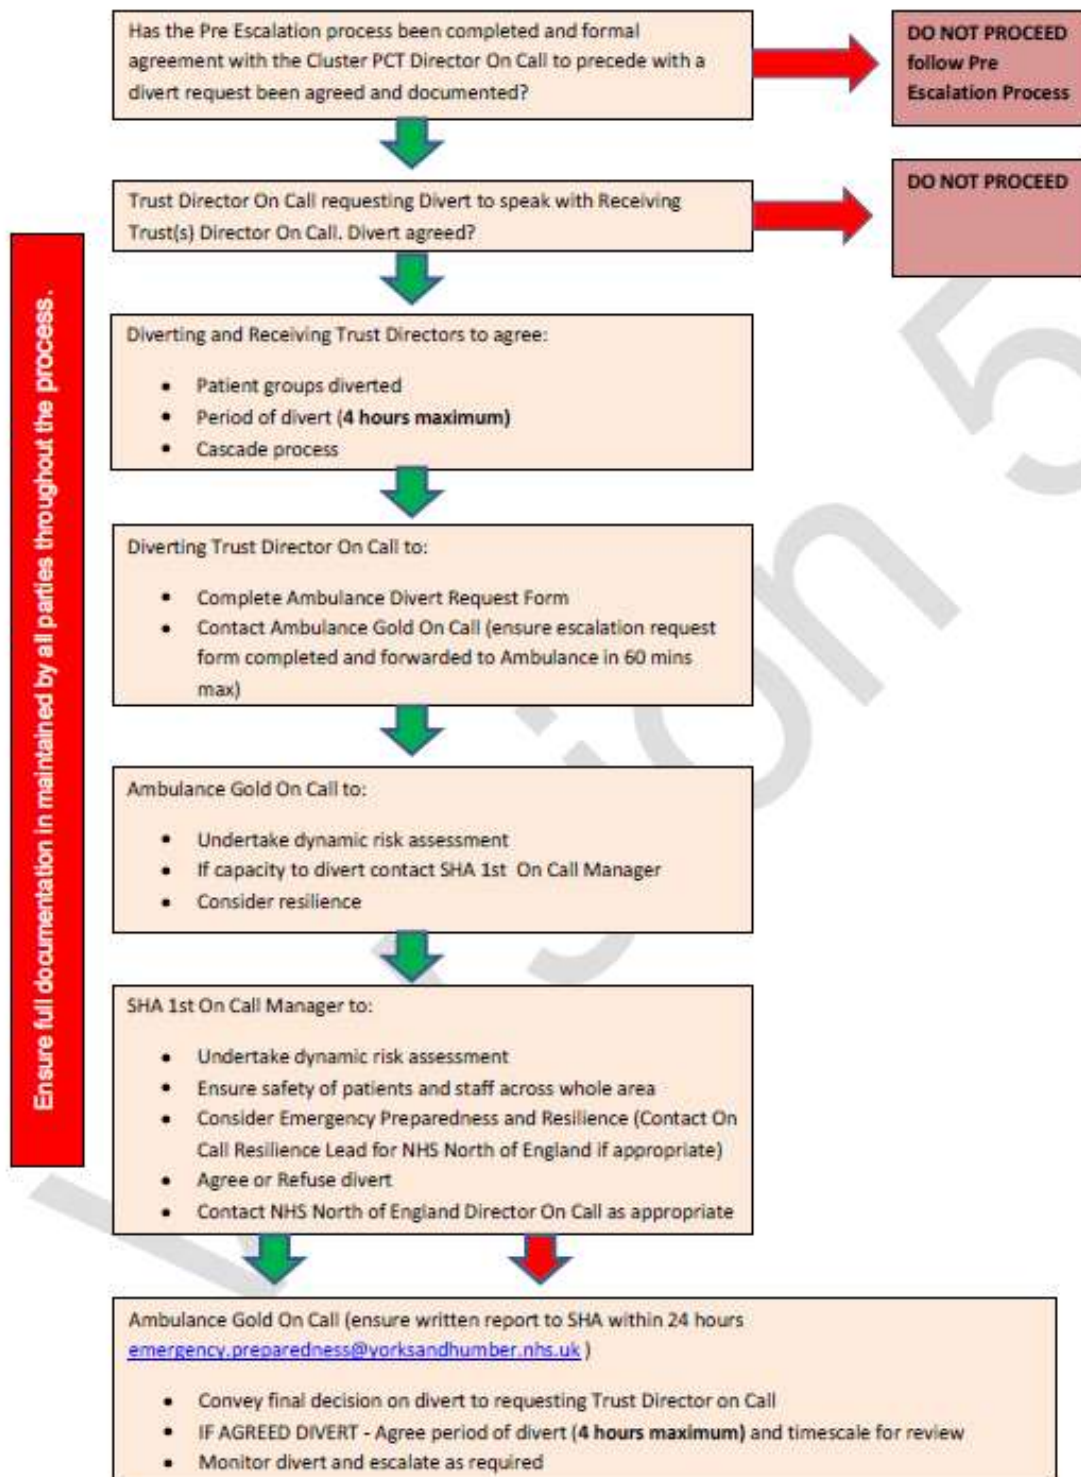 Has the Pre Escalation process been completed and formal
agreement with the Cluster PCT Director On Call to precede with a
divert request been agreed and documented?
DO NOT PROCEED
follow Pre
Escalation Process
Trust Director On Call requesting Divert to speak with Receiving
Trust(s) Director On Call. Divert agreed?
DO NOT PROCEED
Ensure full documentation in maintained by all parties throughout the process.
Diverting and Receiving Trust Directors to agree:
• Patient groups diverted
• Period of divert (4 hours maximum)
• Cascade process
Diverting Trust Director On Call to:
• Complete Ambulance Divert Request Form
• Contact Ambulance Gold On Call (ensure escalation request
form completed and forwarded to Ambulance in 60 mins
max)
Ambulance Gold On Call to:
• Undertake dynamic risk assessment
• If capacity to divert contact SHA 1st On Call Manager
• Consider resilience
SHA 1st On Call Manager to:
• Undertake dynamic risk assessment
• Ensure safety of patients and staff across whole area
• Consider Emergency Preparedness and Resilience (Contact On
Call Resilience Lead for NHS North of England if appropriate)
• Agree or Refuse divert
• Contact NHS North of England Director On Call as appropriate
Ambulance Gold On Call (ensure written report to SHA within 24 hours
emergency.preparedness@yorksandhumber.nhs.uk )
• Convey final decision on divert to requesting Trust Director on Call
• IF AGREED DIVERT - Agree period of divert (4 hours maximum) and timescale for review
• Monitor divert and escalate as required